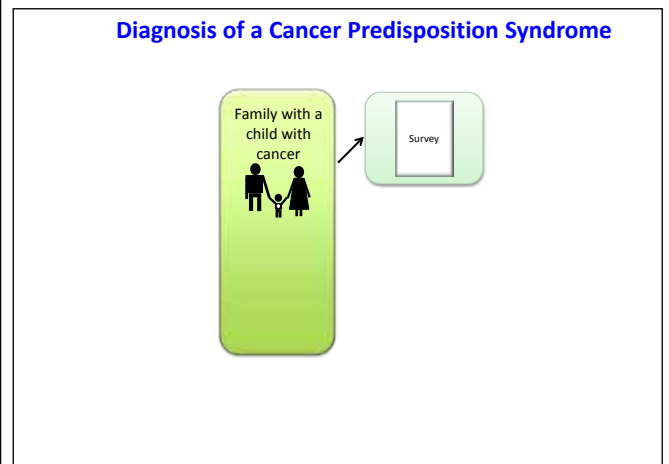 Diagnosis of a Cancer Predisposition Syndrome
Family with a
child with
cancer
Survey